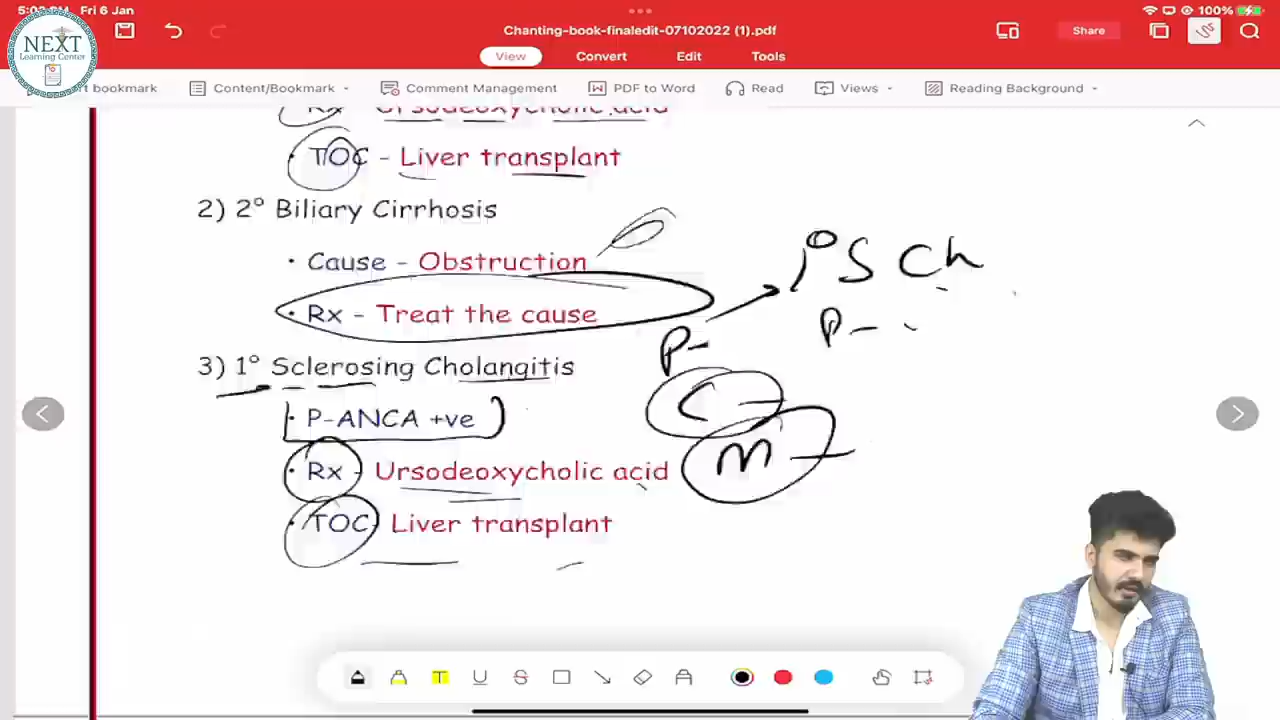 5:03 PM Fri 6 Jan
100%
NEXT
Learning Center
Chanting-book-finaledit-07102022 (1).pdf
Share
View
Convert
Edit
Tools
bookmark
Content/Bookmark
Comment Management
PDF to Word
Read
Views
Reading Background
Rx - Ursodeoxycholic acid
• TOC - Liver transplant
2) 2° Biliary Cirrhosis
• Cause - Obstruction
• Rx - Treat the cause
1° S Ch
P-
P-
3) 1° Sclerosing Cholangitis
C-
• P-ANCA +ve
M-
• Rx - Ursodeoxycholic acid
• TOC Liver transplant
T U S A